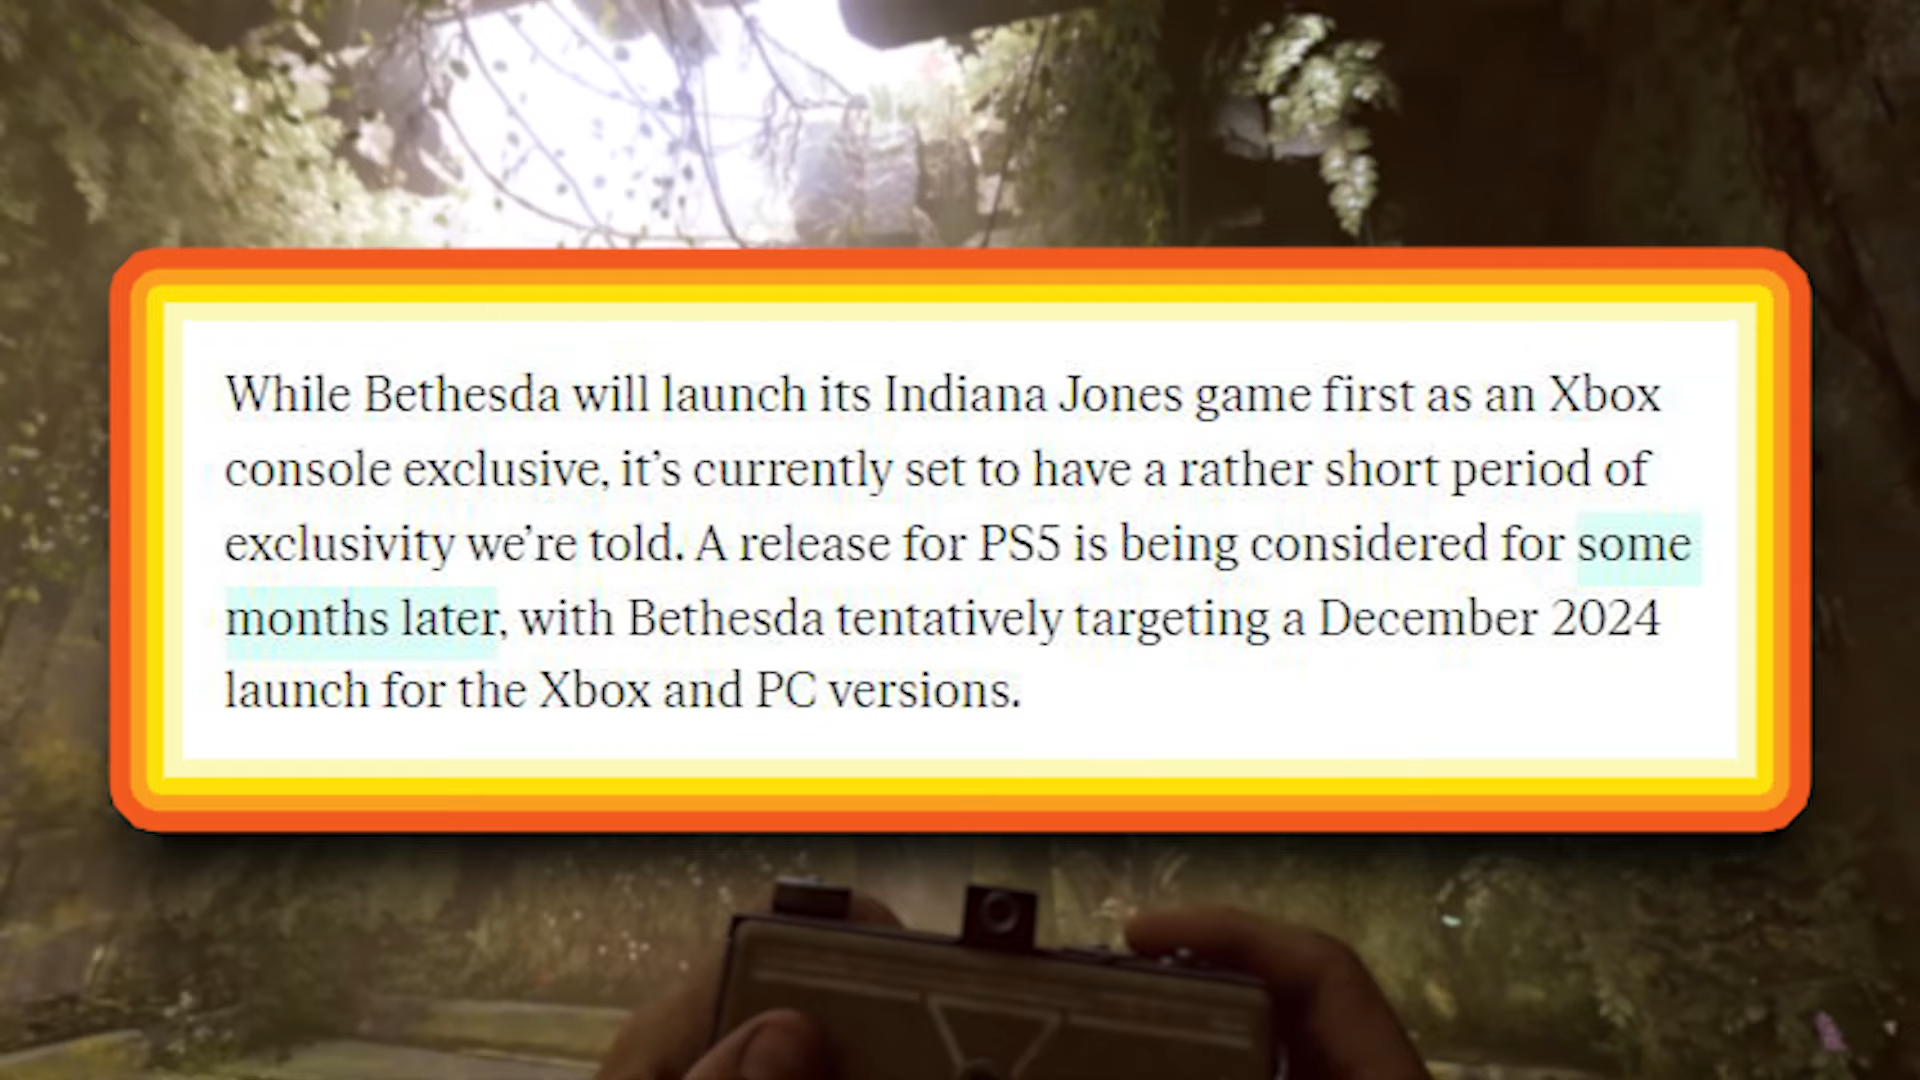 While Bethesda will launch its Indiana Jones game first as an Xbox
console exclusive, it’s currently set to have a rather short period of
exclusivity we’re told. A release for PS5 is being considered for some
months later, with Bethesda tentatively targeting a December 2024
launch for the Xbox and PC versions.